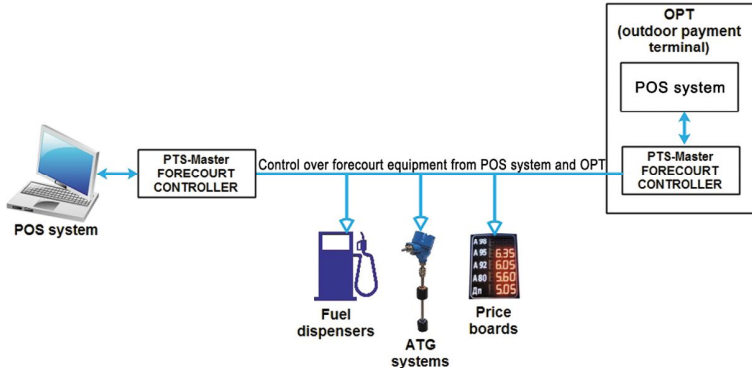 OPT
(outdoor payment
terminal)
POS system
PTS-Master
FORECOURT
CONTROLLER
Control over forecourt equipment from POS system and OPT
PTS-Master
FORECOURT
CONTROLLER
POS system
A 98
A 95 6.35
A 92 6.05
A 80 5.60
Дп 5.05
Fuel
dispensers
ATG
systems
Price
boards